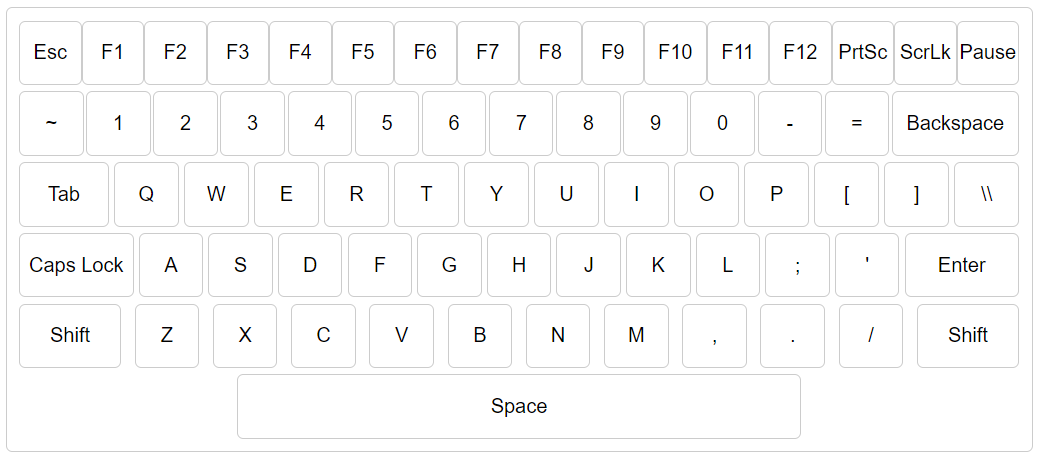 Esc F1 F2 F3 F4 F5 F6 F7 F8 F9 F10 F11 F12 PrtSc ScrLk Pause
~ 1 2 3 4 5 6 7 8 9 0 - = Backspace
Tab Q W E R T Y U I O P [ ] \\
Caps Lock A S D F G H J K L ; ' Enter
Shift Z X C V B N M , . / Shift
Space